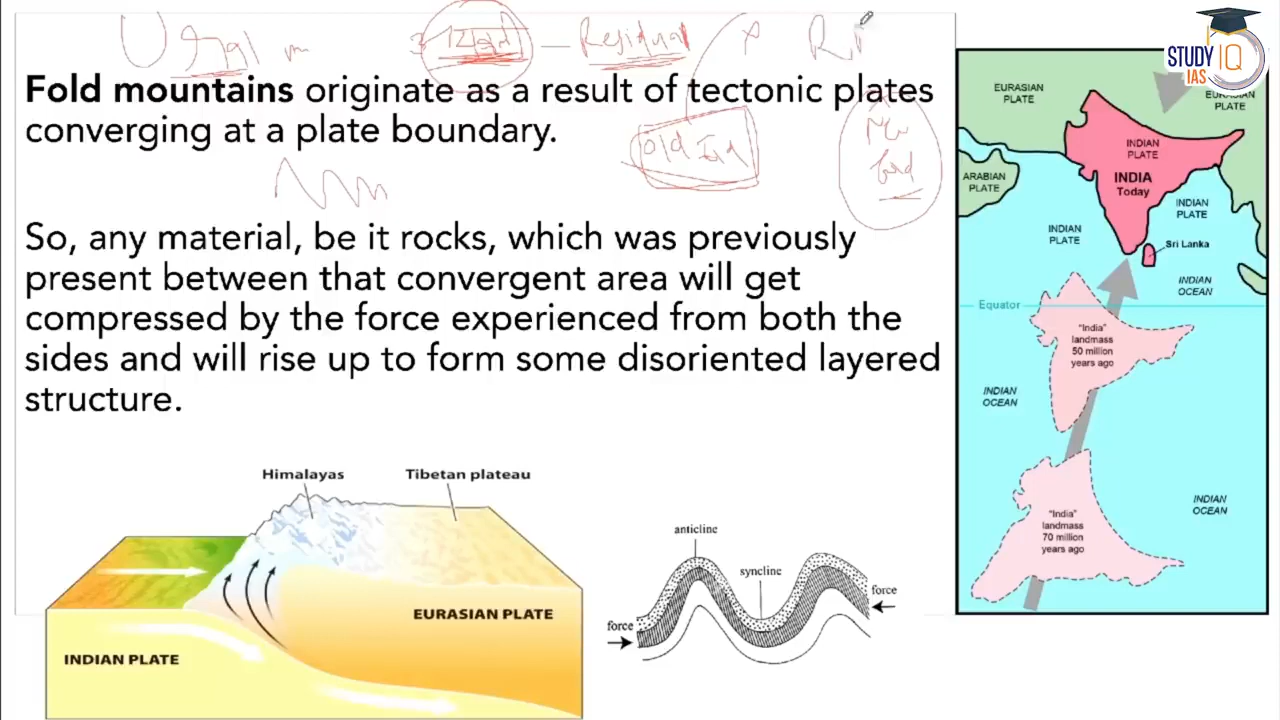 Residual
Fold mountains originate as a result of tectonic plates
converging at a plate boundary.
So, any material, be it rocks, which was previously
present between that convergent area will get
compressed by the force experienced from both the
sides and will rise up to form some disoriented layered
structure.
Himalayas
Tibetan plateau
EURASIAN PLATE
INDIAN PLATE
anticline
syncline
force
force
STUDY IQ
IAS
EURASIAN
PLATE
EURASIAN
PLATE
INDIAN
PLATE
INDIA
Today
ARABIAN
PLATE
INDIAN
PLATE
INDIAN
PLATE
Sri Lanka
INDIAN
OCEAN
Equator
"India"
landmass
50 million
years ago
INDIAN
OCEAN
INDIAN
OCEAN
"India"
landmass
70 million
years ago